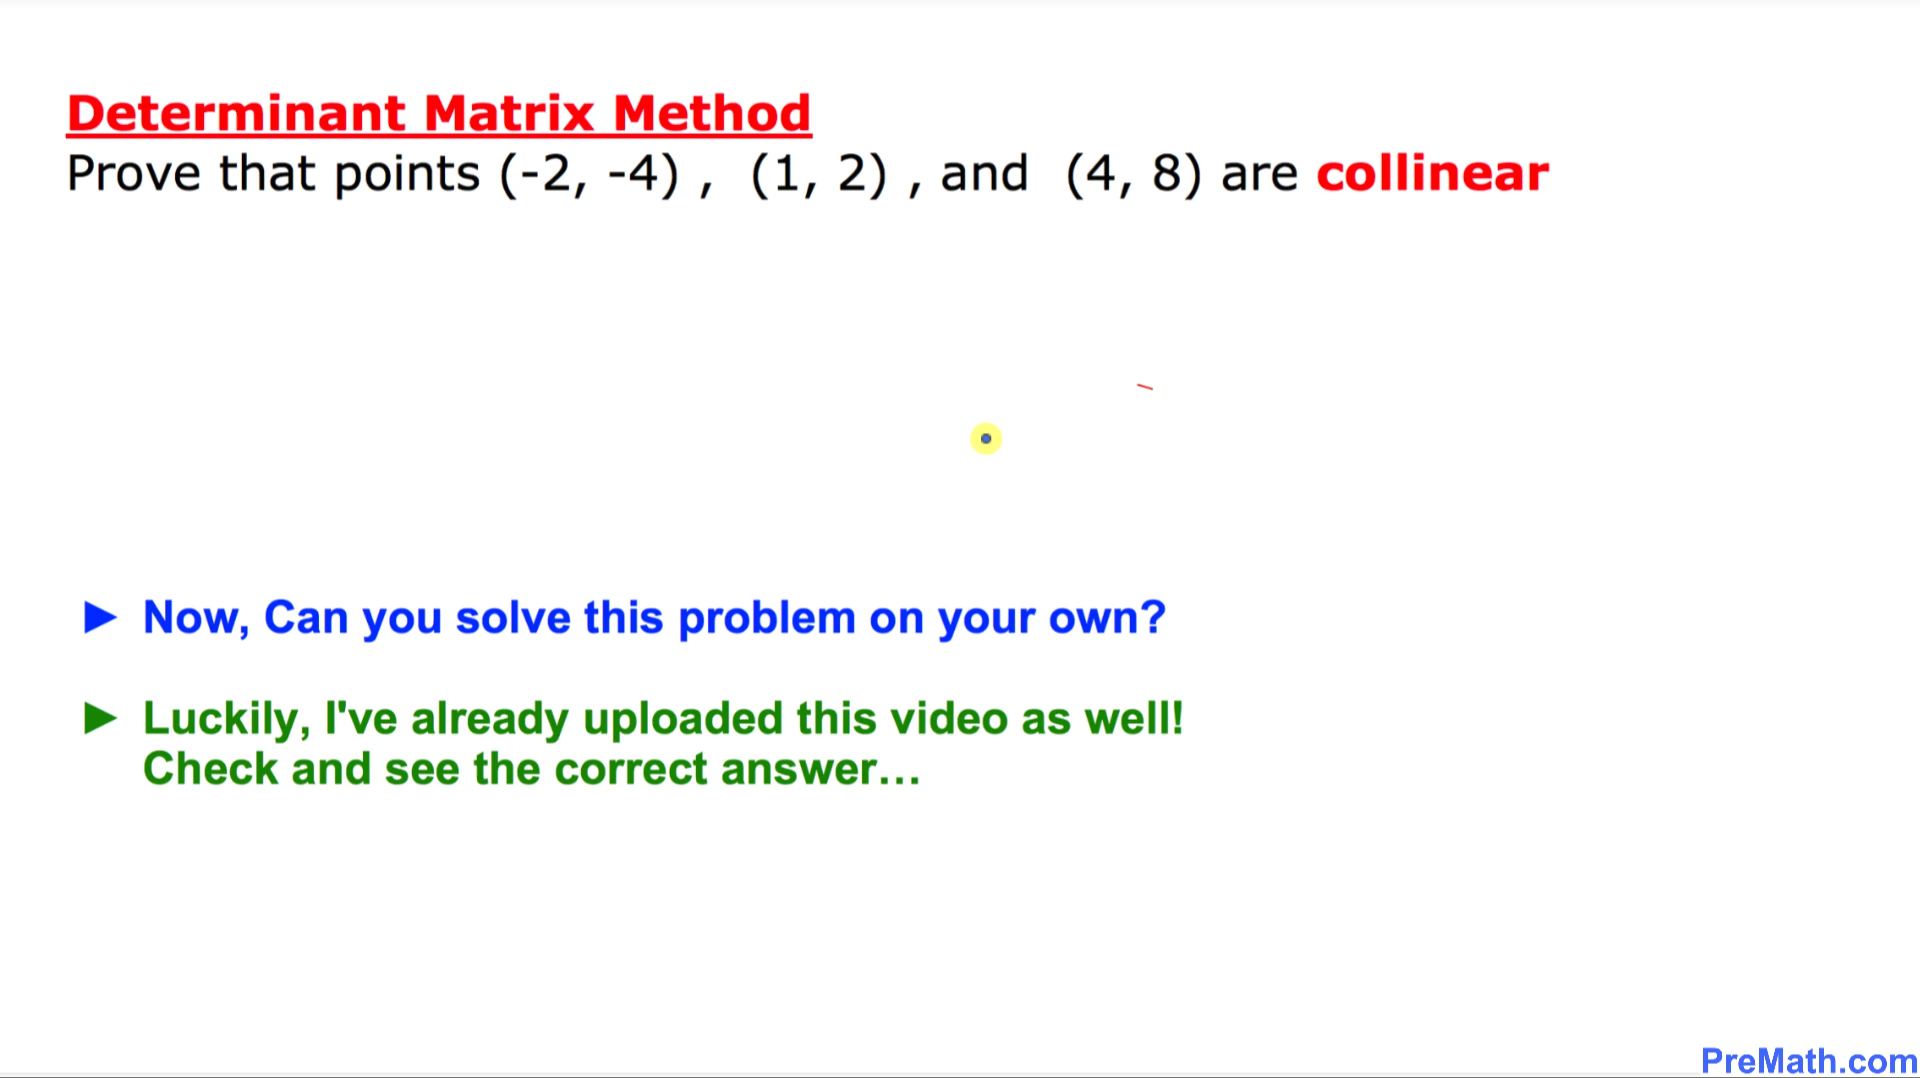 Determinant Matrix Method
Prove that points (-2, -4) , (1, 2) , and (4, 8) are collinear
► Now, Can you solve this problem on your own?
► Luckily, I've already uploaded this video as well!
Check and see the correct answer...
PreMath.com